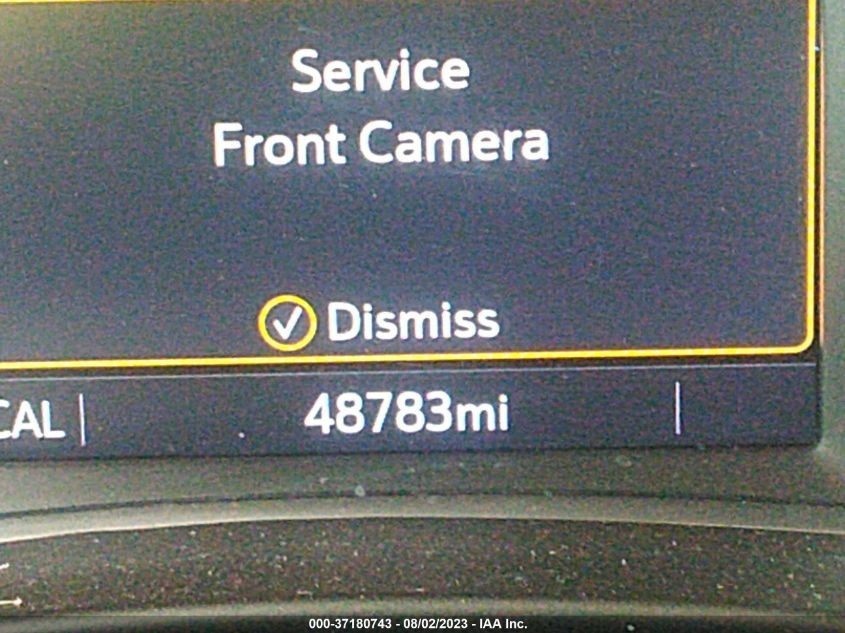 Service
Front Camera
Dismiss
CAL
48783mi
000-37180743 - 08/02/2023 - IAA Inc.